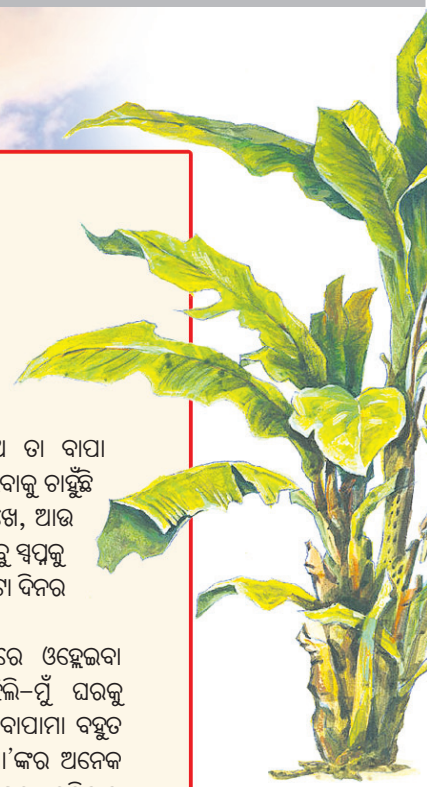 ତା ବାପା
ବାକୁ ଚାହୁଁଛି
ଆଉ
ସ୍ୱପ୍ନକୁ
ଦିନର
ରେ ଓହ୍ଲେଇବା
ଲି–ମୁଁ ଘରକୁ
ବାପାମା ବହୁତ
ା’ଙ୍କର ଅନେକ